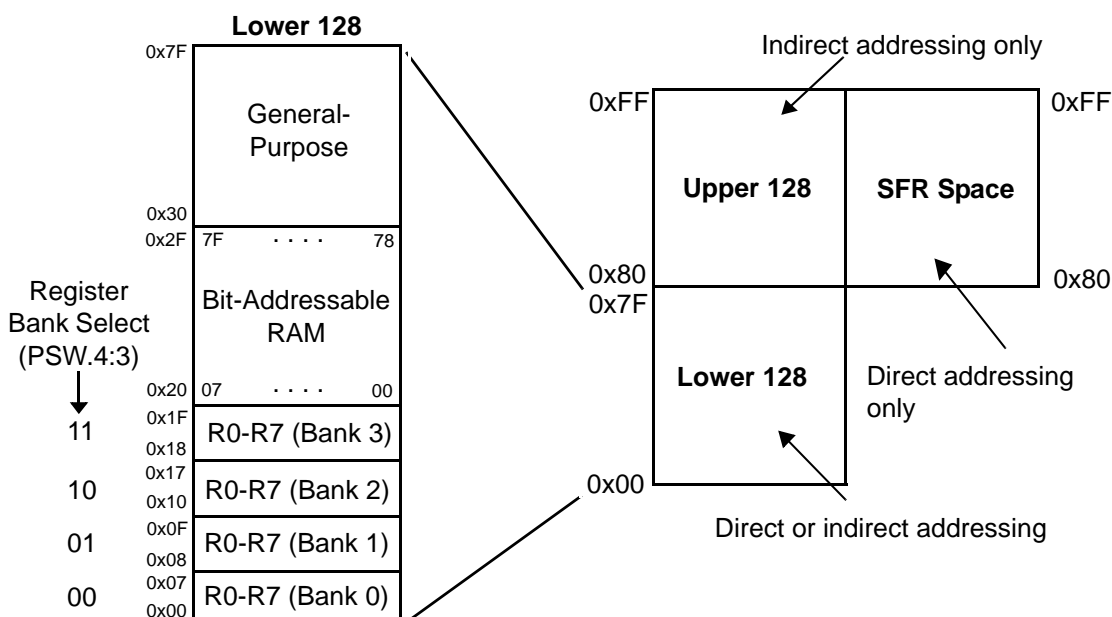 Lower 128
0x7F
General-
Purpose
0x30
0x2F
7F
. . . .
78
Bit-Addressable
RAM
0x20
07
. . . .
00
Register
Bank Select
(PSW.4:3)
11
0x1F
0x18
R0-R7 (Bank 3)
10
0x17
0x10
R0-R7 (Bank 2)
01
0x0F
0x08
R0-R7 (Bank 1)
00
0x07
0x00
R0-R7 (Bank 0)
Indirect addressing only
0xFF
0xFF
Upper 128
SFR Space
0x80
0x80
0x7F
Lower 128
Direct addressing
only
0x00
Direct or indirect addressing